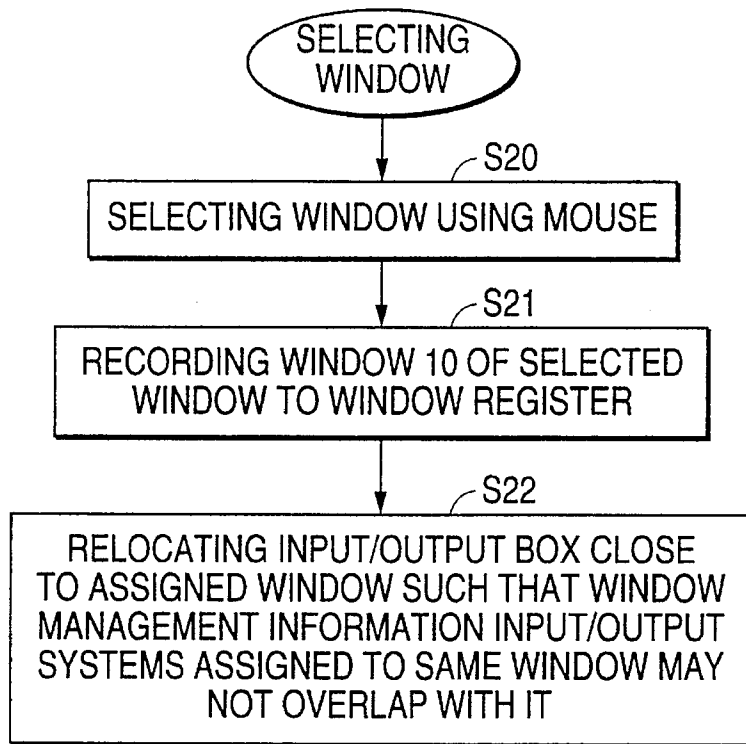 SELECTING
WINDOW
S20
SELECTING WINDOW USING MOUSE
S21
RECORDING WINDOW 10 OF SELECTED
WINDOW TO WINDOW REGISTER
S22
RELOCATING INPUT/OUTPUT BOX CLOSE
TO ASSIGNED WINDOW SUCH THAT WINDOW
MANAGEMENT INFORMATION INPUT/OUTPUT
SYSTEMS ASSIGNED TO SAME WINDOW MAY
NOT OVERLAP WITH IT